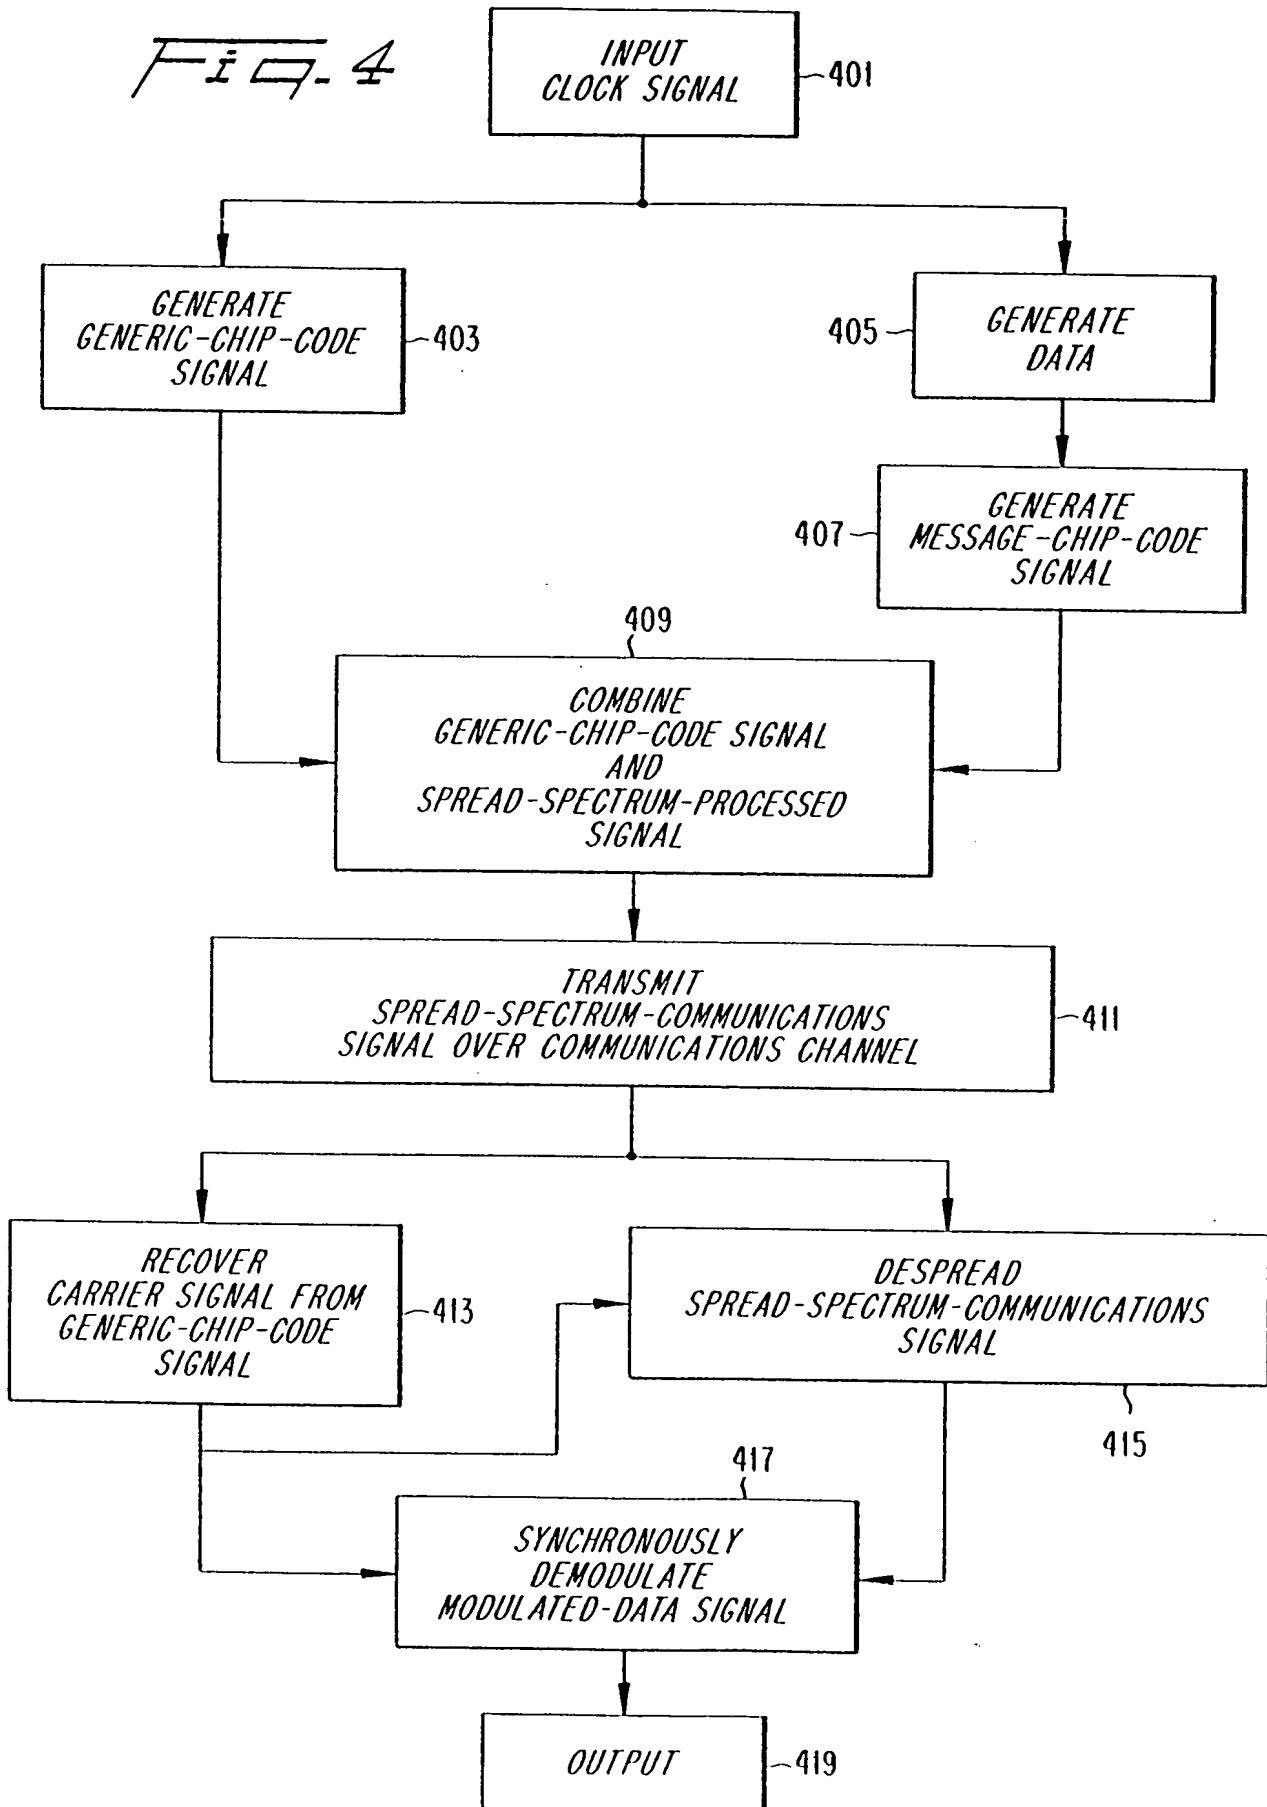 Fig. 4
INPUT
CLOCK SIGNAL
401
GENERATE
GENERIC-CHIP-CODE
SIGNAL
403
405
GENERATE
DATA
407
GENERATE
MESSAGE-CHIP-CODE
SIGNAL
409
COMBINE
GENERIC-CHIP-CODE SIGNAL
AND
SPREAD-SPECTRUM-PROCESSED
SIGNAL
TRANSMIT
SPREAD-SPECTRUM-COMMUNICATIONS
SIGNAL OVER COMMUNICATIONS CHANNEL
411
RECOVER
CARRIER SIGNAL FROM
GENERIC-CHIP-CODE
SIGNAL
413
DESPREAD
SPREAD-SPECTRUM-COMMUNICATIONS
SIGNAL
415
417
SYNCHRONOUSLY
DEMODULATE
MODULATED-DATA SIGNAL
OUTPUT
419